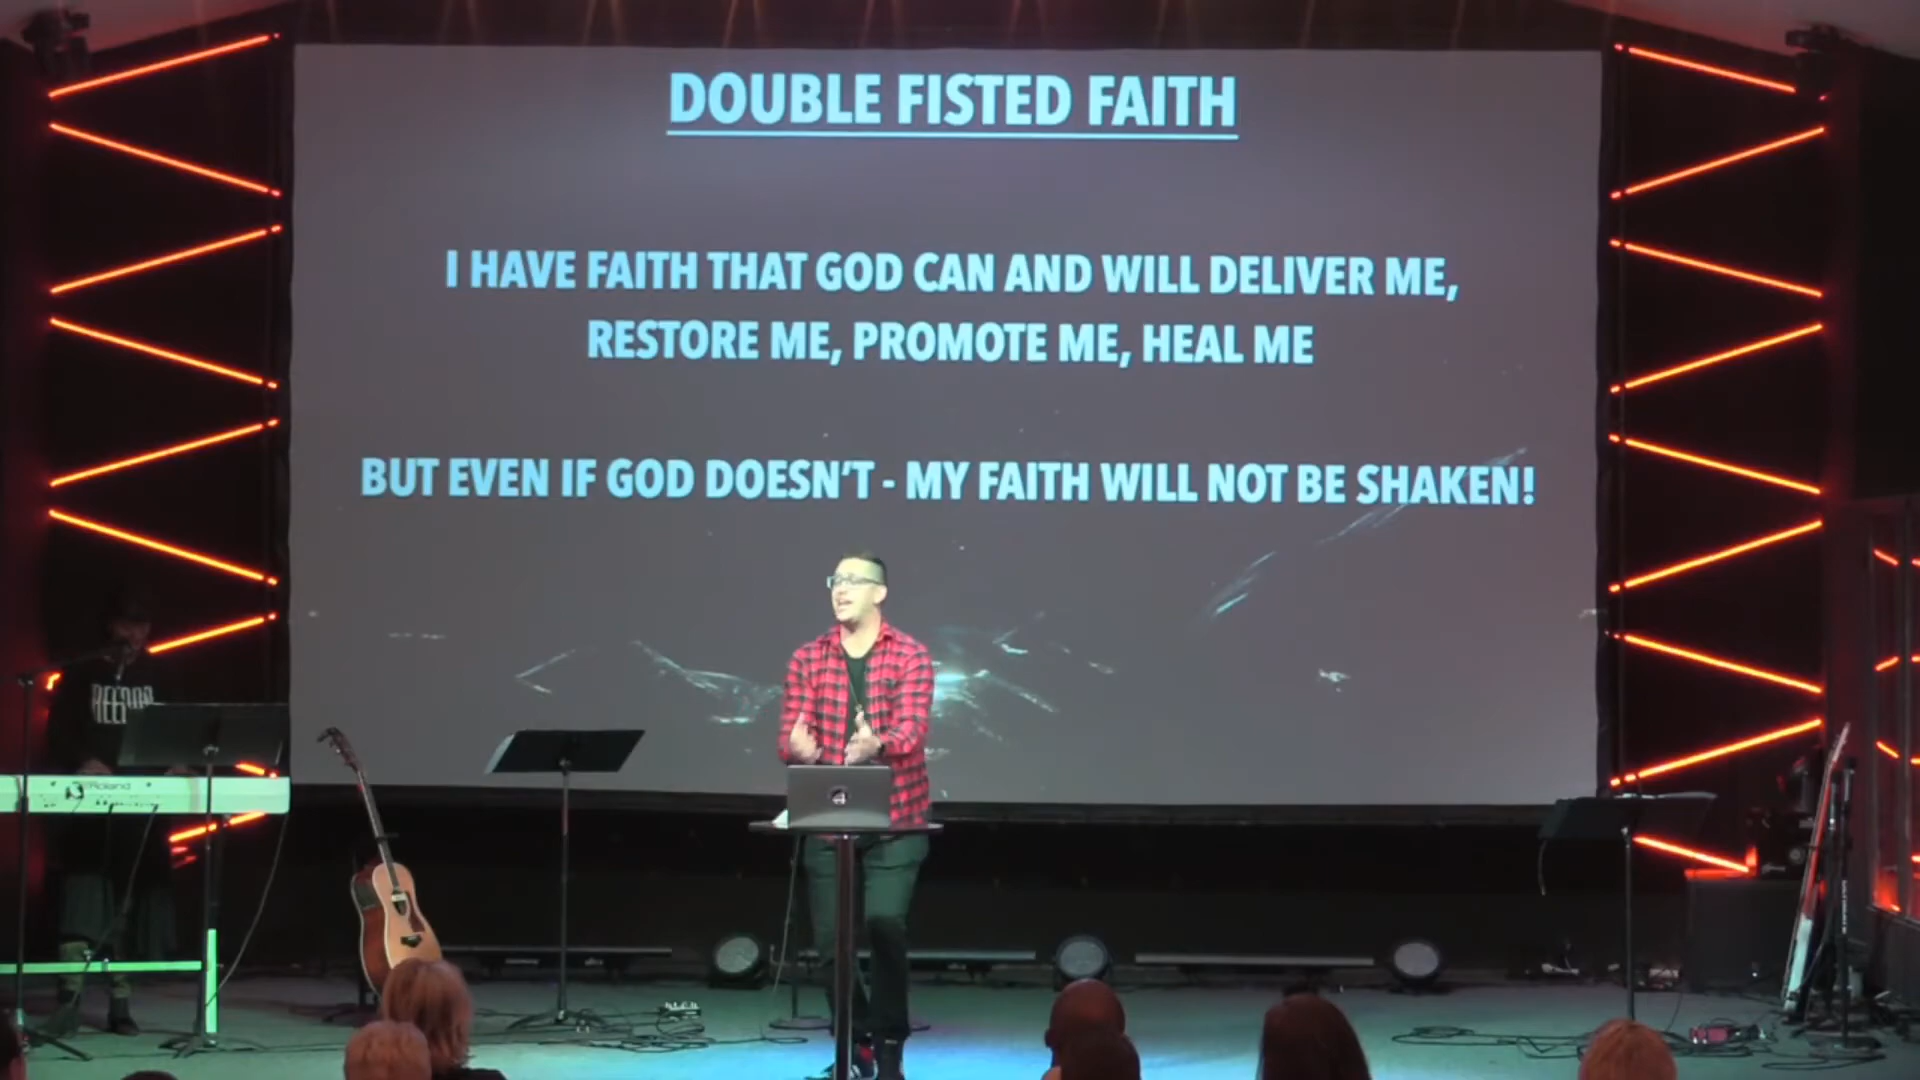 DOUBLE FISTED FAITH
I HAVE FAITH THAT GOD CAN AND WILL DELIVER ME,
RESTORE ME, PROMOTE ME, HEAL ME
BUT EVEN IF GOD DOESN'T - MY FAITH WILL NOT BE SHAKEN!
Roland